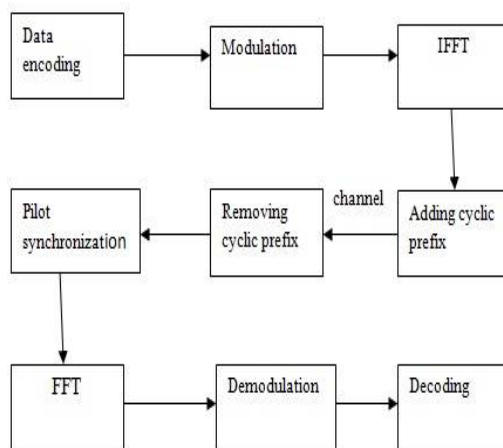 Data
encoding
Modulation
IFFT
channel
Pilot
synchronization
Removing
cyclic prefix
Adding cyclic
prefix
FFT
Demodulation
Decoding